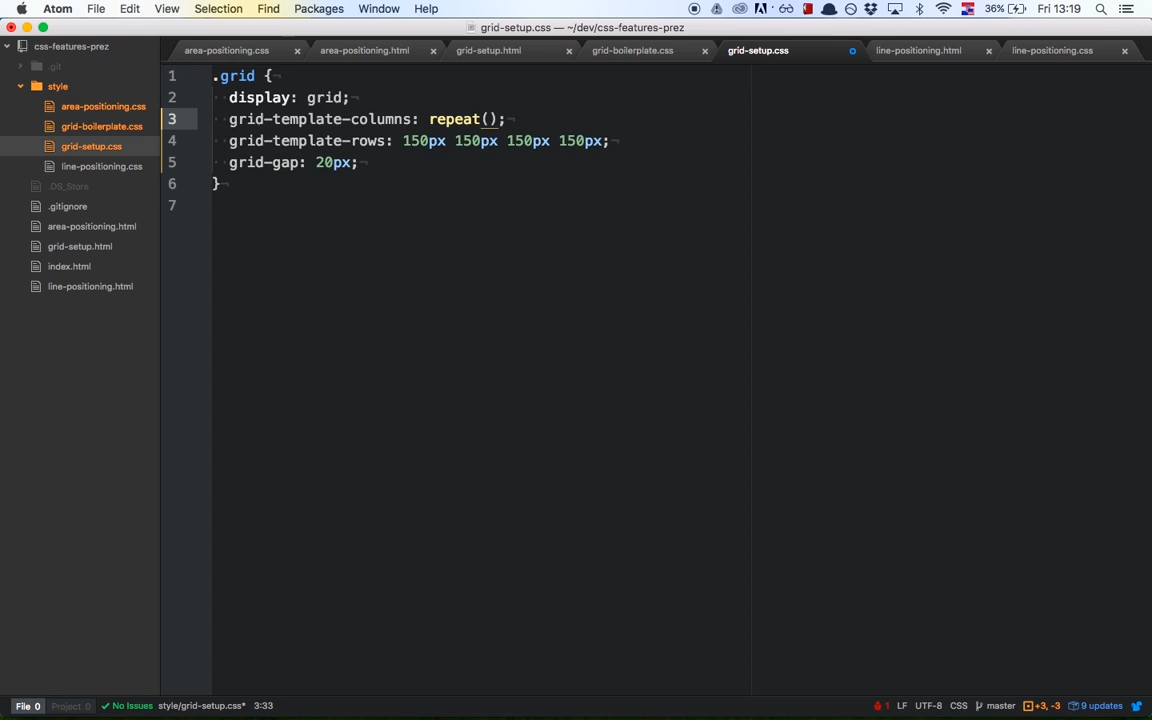 Atom File Edit View Selection Find Packages Window Help 36% Fri 13:19
grid-setup.css — ~/dev/css-features-prez
css-features-prez
area-positioning.css area-positioning.html grid-setup.html grid-boilerplate.css grid-setup.css line-positioning.html line-positioning.css
.git
style
area-positioning.css
grid-boilerplate.css
grid-setup.css
line-positioning.css
.DS_Store
.gitignore
area-positioning.html
grid-setup.html
index.html
line-positioning.html
1 .grid {
2 display: grid;
3 grid-template-columns: repeat();
4 grid-template-rows: 150px 150px 150px 150px;
5 grid-gap: 20px;
6 }
7
File 0 Project 0 No Issues style/grid-setup.css* 3:33 1 LF UTF-8 CSS master +3, -3 9 updates